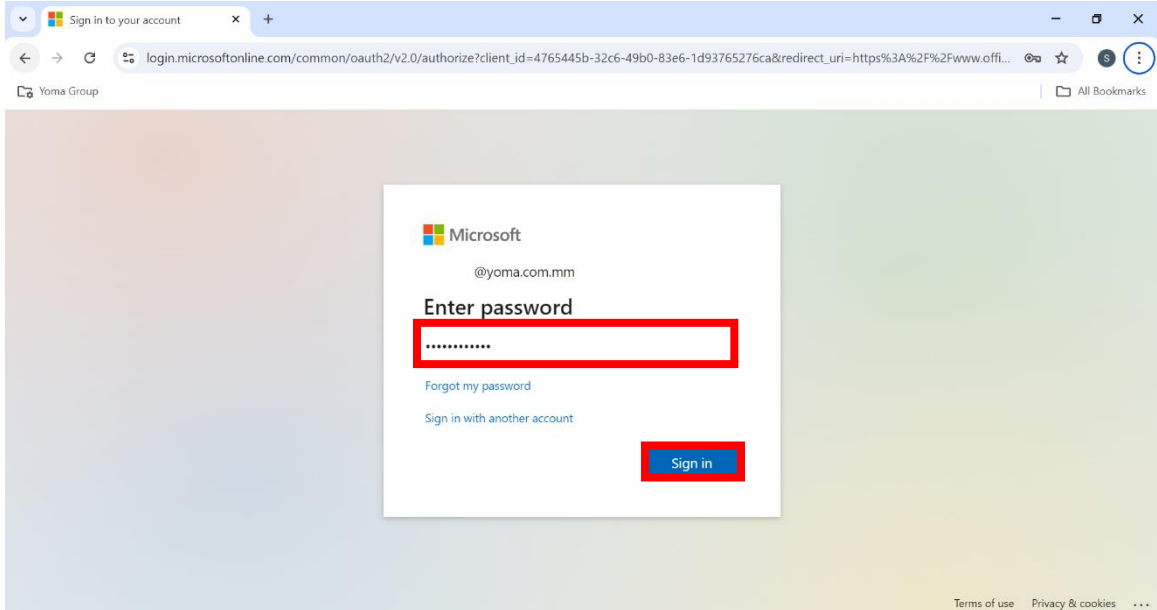 Sign in to your account
login.microsoftonline.com/common/oauth2/v2.0/authorize?client_id=4765445b-32c6-49b0-83e6-1d93765276ca&redirect_uri=https%3A%2F%2Fwww.offi...
S
Yoma Group
All Bookmarks
Microsoft
@yoma.com.mm
Enter password
••••••••••••
Forgot my password
Sign in with another account
Sign in
Terms of use Privacy & cookies ...